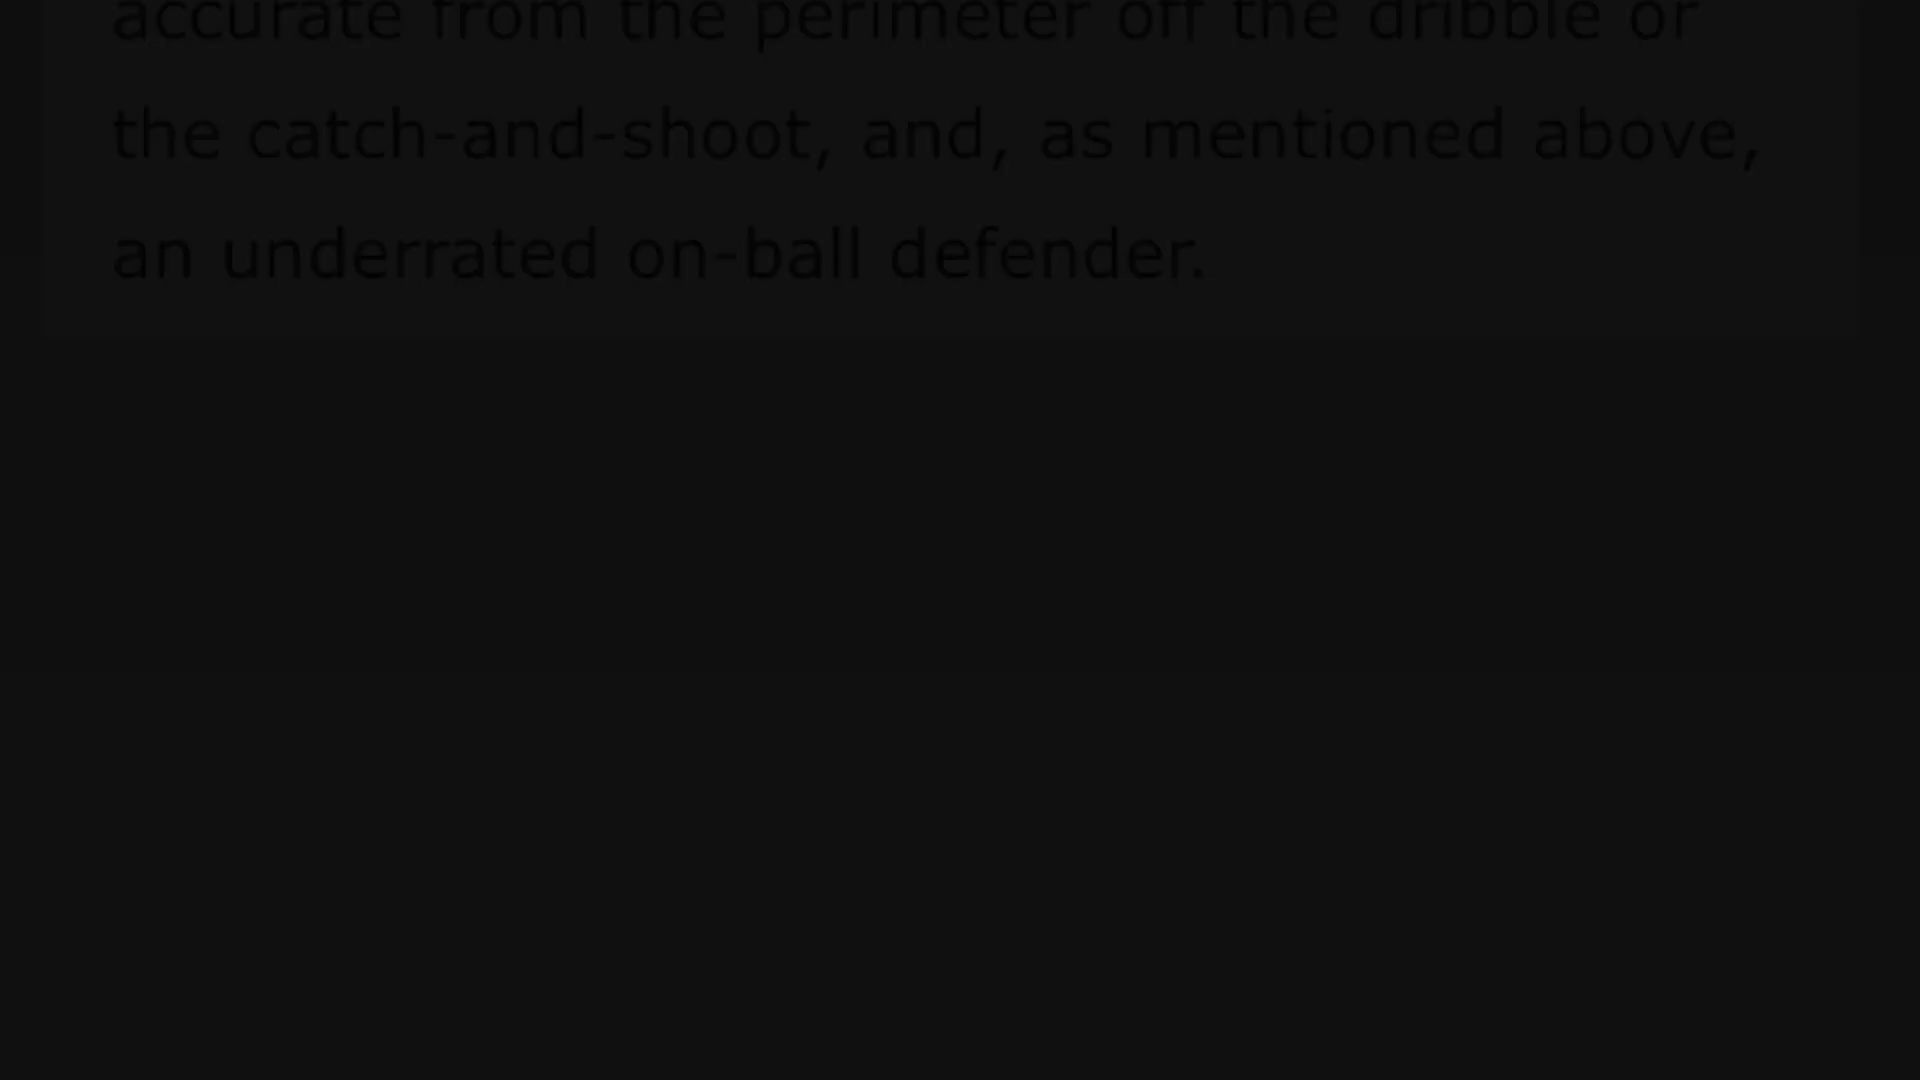 accurate from the perimeter off the dribble or
the catch-and-shoot, and, as mentioned above,
an underrated on-ball defender.